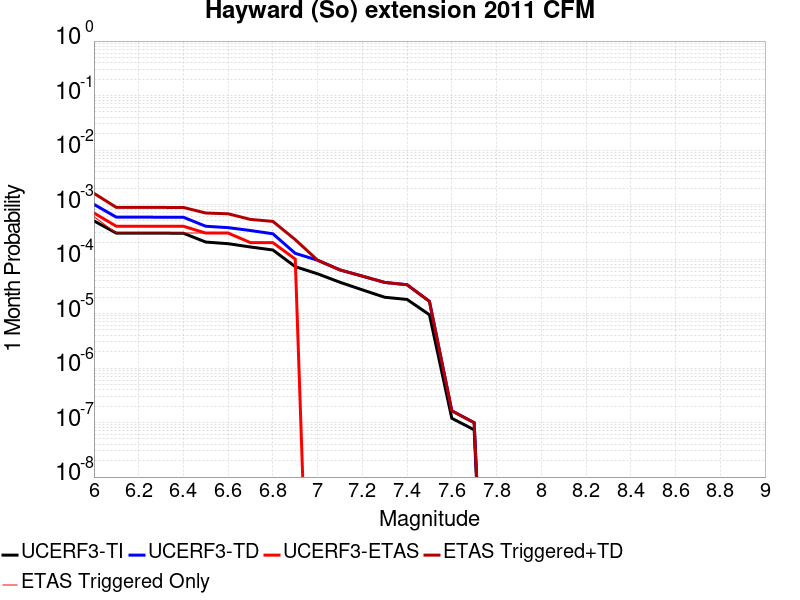 Hayward (So) extension 2011 CFM
10^0
10^-1
10^-2
10^-3
10^-4
10^-5
10^-6
10^-7
10^-8
1 Month Probability
6 6.2 6.4 6.6 6.8 7 7.2 7.4 7.6 7.8 8 8.2 8.4 8.6 8.8 9
Magnitude
UCERF3-TI UCERF3-TD UCERF3-ETAS ETAS Triggered+TD
ETAS Triggered Only